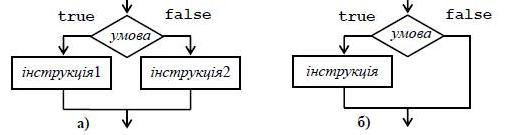 true false
умова
інструкція1 інструкція2
а)
true false
умова
інструкція
б)